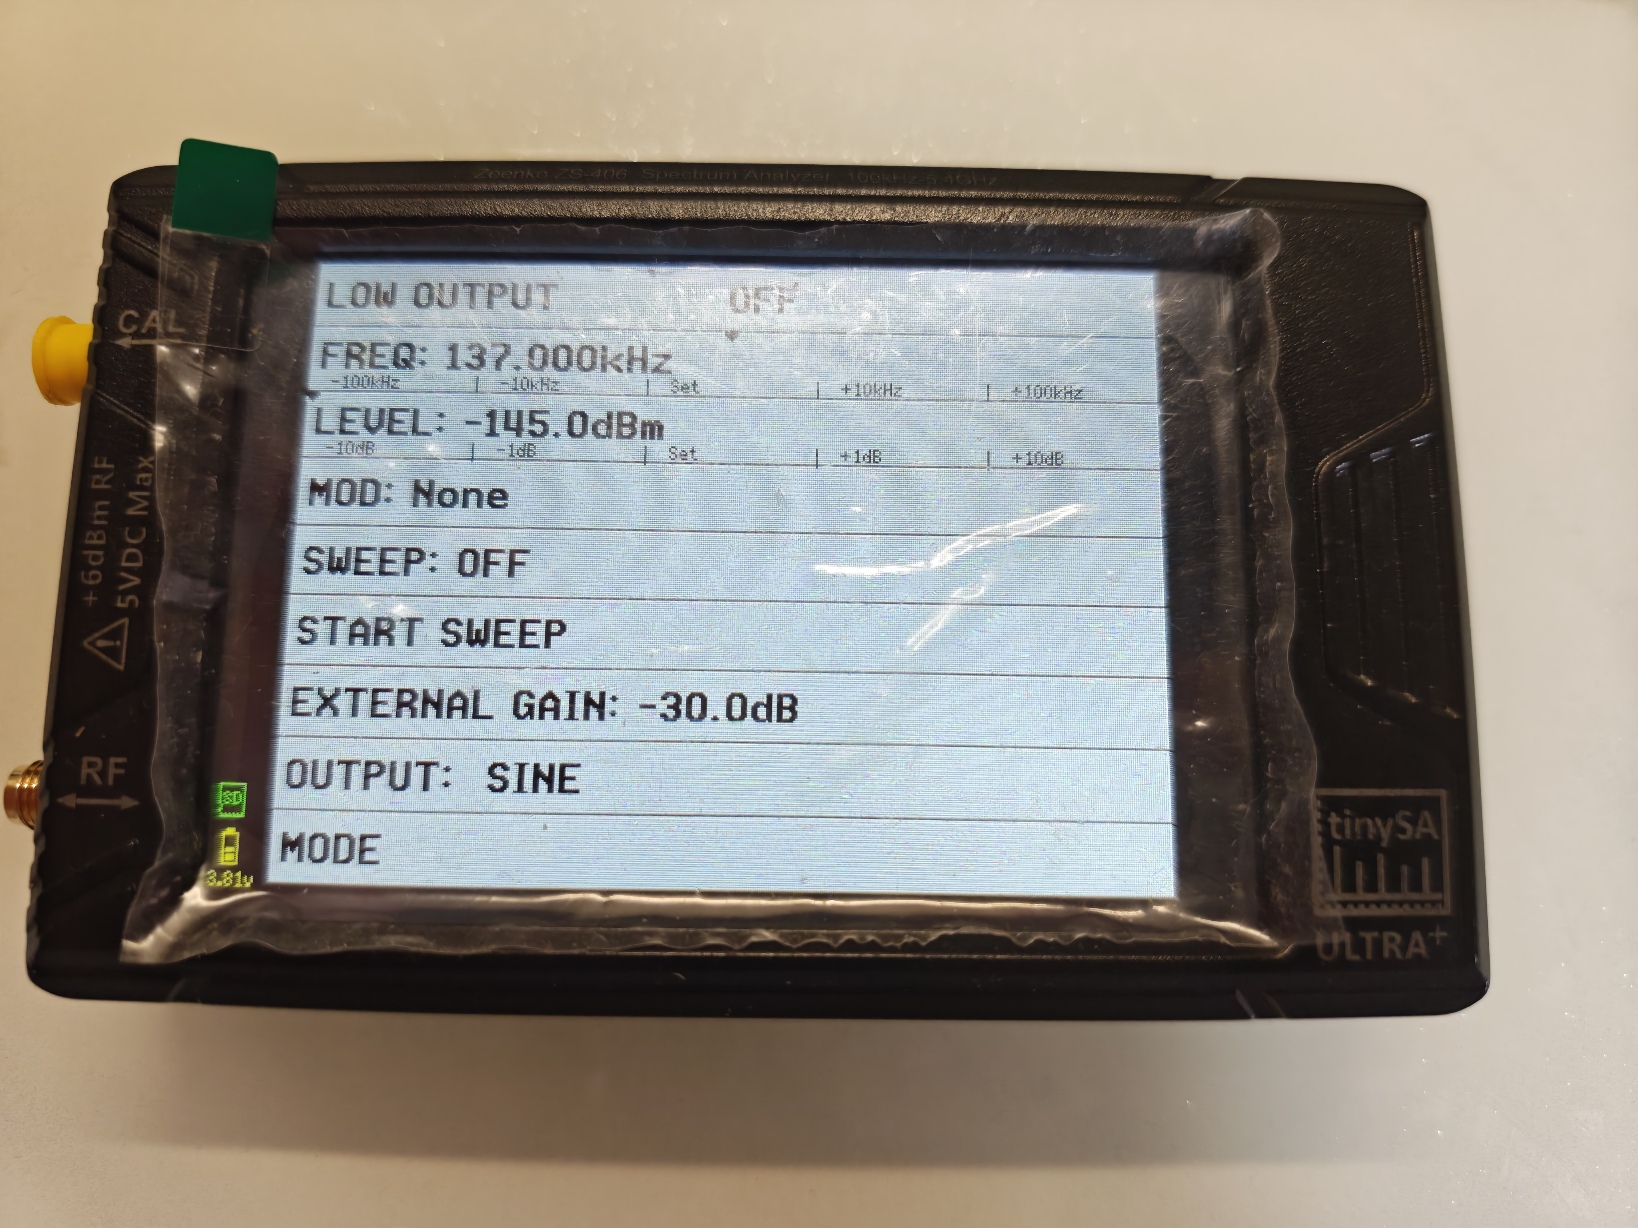 Zeenko ZS-406 Spectrum Analyzer 100kHz-5.4GHz
CAL
LOW OUTPUT OFF
FREQ: 137.000kHz
-100kHz | -10kHz | Set | +10kHz | +100kHz
LEVEL: -145.0dBm
-10dB | -1dB | Set | +1dB | +10dB
MOD: None
SWEEP: OFF
START SWEEP
EXTERNAL GAIN: -30.0dB
OUTPUT: SINE
MODE
+6dBm RF
5VDC Max
RF
SD
3.81v
tinySA
ULTRA+